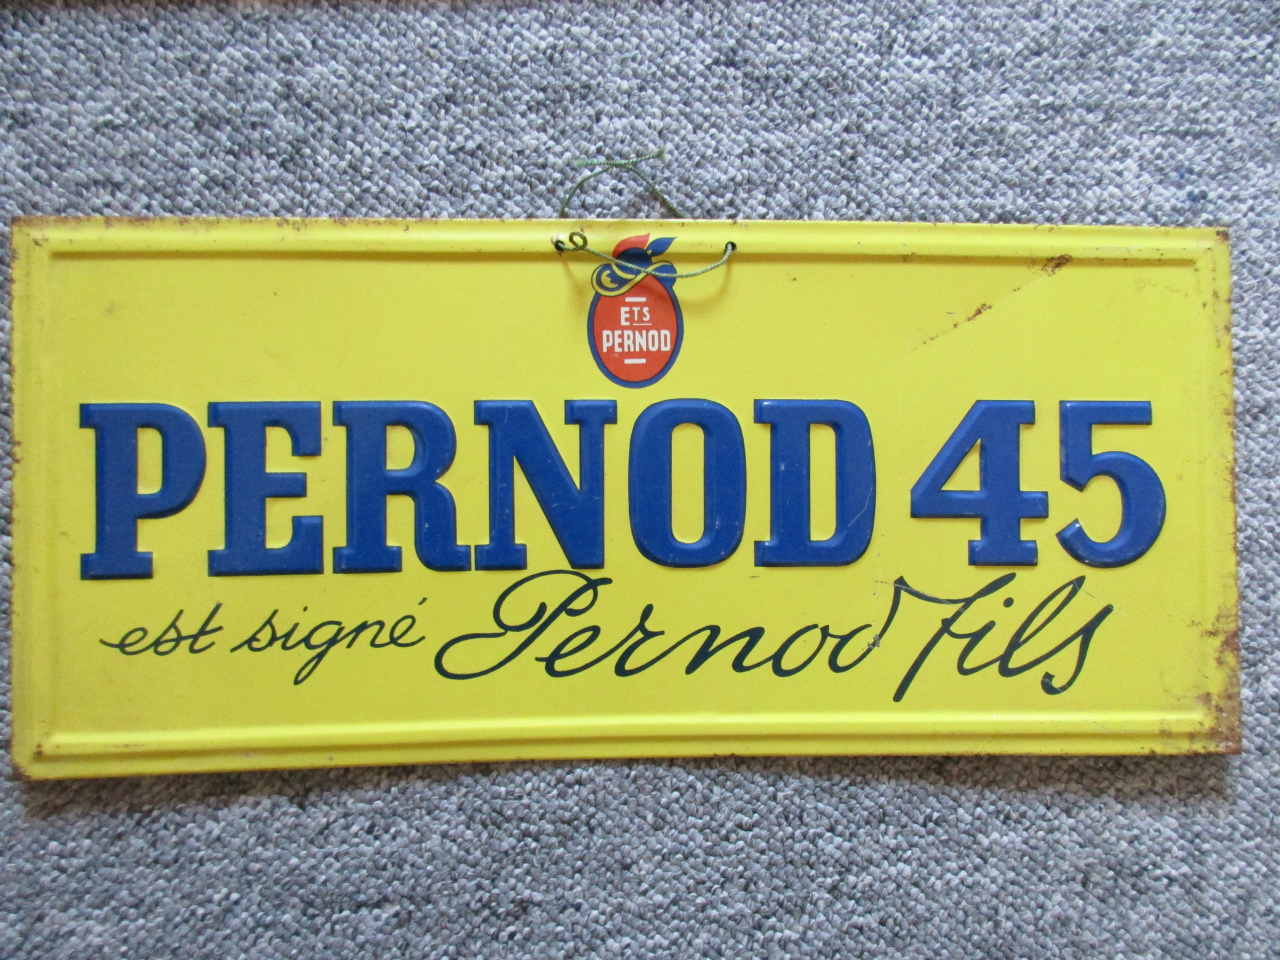 ETS
PERNOD
PERNOD 45
est signé Pernod fils